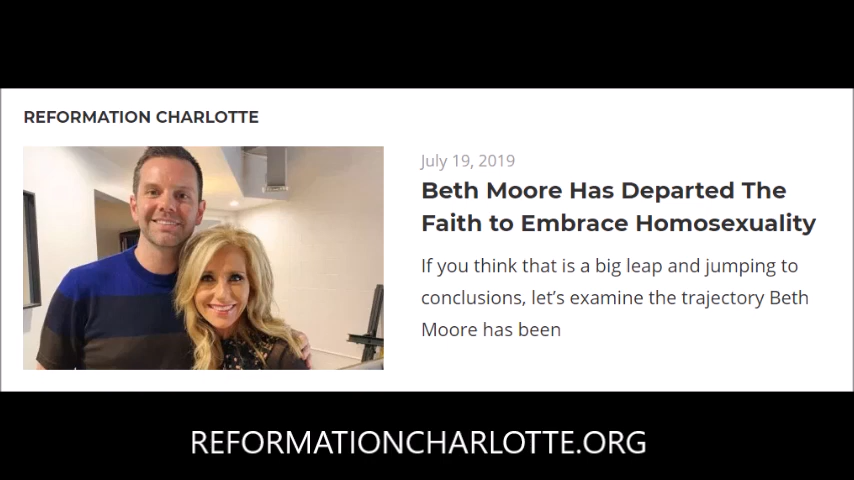 REFORMATION CHARLOTTE
July 19, 2019
Beth Moore Has Departed The
Faith to Embrace Homosexuality
If you think that is a big leap and jumping to
conclusions, let’s examine the trajectory Beth
Moore has been
REFORMATIONCHARLOTTE.ORG